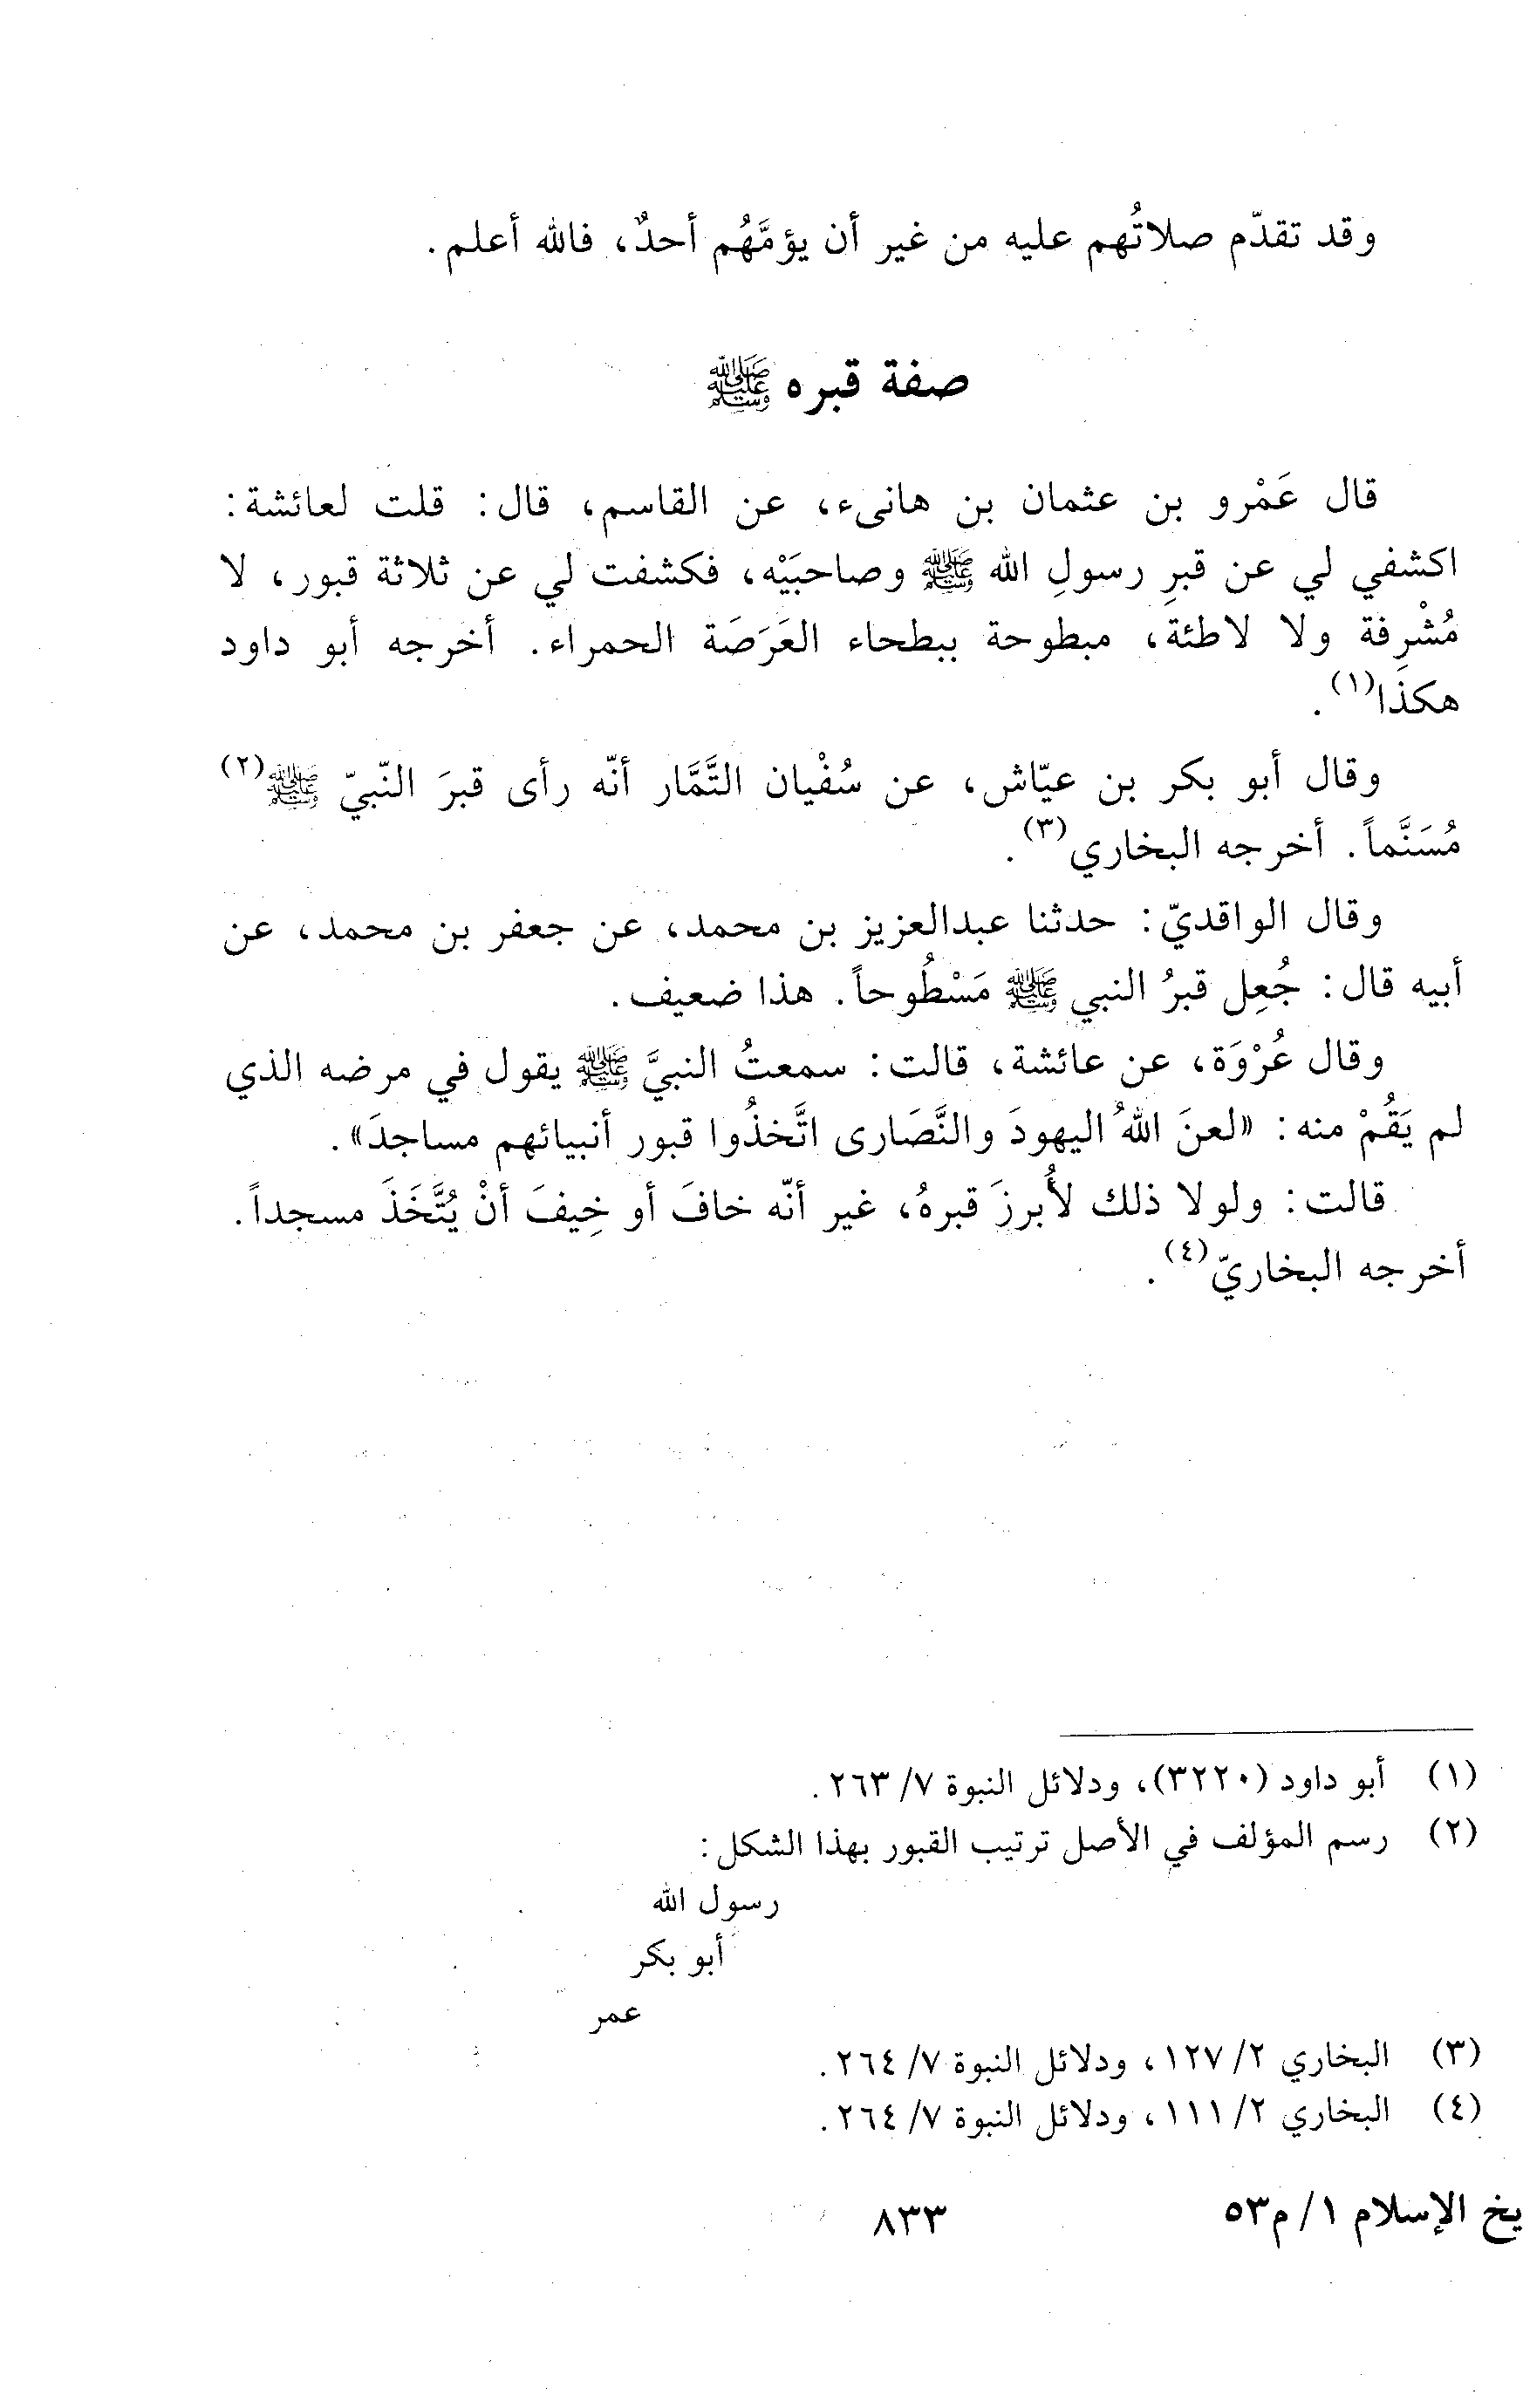 وقد تقدّم صلاتُهم عليه من غير أن يؤمَّهُم أحدٌ، فالله أعلم.
صفة قبره ﷺ
قال عَمْرو بن عثمان بن هانىء، عن القاسم، قال: قلت لعائشة:
اكشفي لي عن قبرِ رسولِ الله ﷺ وصاحبَيْه، فكشفت لي عن ثلاثة قبور، لا
مُشْرِفة ولا لاطئة، مبطوحة ببطحاء العَرَصَة الحمراء. أخرجه أبو داود
هكذا(١).
وقال أبو بكر بن عيّاش، عن سُفْيان التَّمَّار أنّه رأى قبرَ النّبيّ ﷺ(٢)
مُسَنَّماً. أخرجه البخاري(٣).
وقال الواقديّ: حدثنا عبدالعزيز بن محمد، عن جعفر بن محمد، عن
أبيه قال: جُعِل قبرُ النبي ﷺ مَسْطُوحاً. هذا ضعيف.
وقال عُرْوَة، عن عائشة، قالت: سمعتُ النبيَّ ﷺ يقول في مرضه الذي
لم يَقُمْ منه: «لعنَ اللهُ اليهودَ والنَّصَارى اتَّخذُوا قبور أنبيائهم مساجدَ».
قالت: ولولا ذلك لأُبرزَ قبرهُ، غير أنّه خافَ أو خِيفَ أنْ يُتَّخَذَ مسجداً.
أخرجه البخاريّ(٤).
(١) أبو داود (٣٢٢٠)، ودلائل النبوة ٧/ ٢٦٣.
(٢) رسم المؤلف في الأصل ترتيب القبور بهذا الشكل:
رسول الله
أبو بكر
عمر
(٣) البخاري ٢/ ١٢٧، ودلائل النبوة ٧/ ٢٦٤.
(٤) البخاري ٢/ ١١١، ودلائل النبوة ٧/ ٢٦٤.
يخ الإسلام ١/ م٥٣
٨٣٣